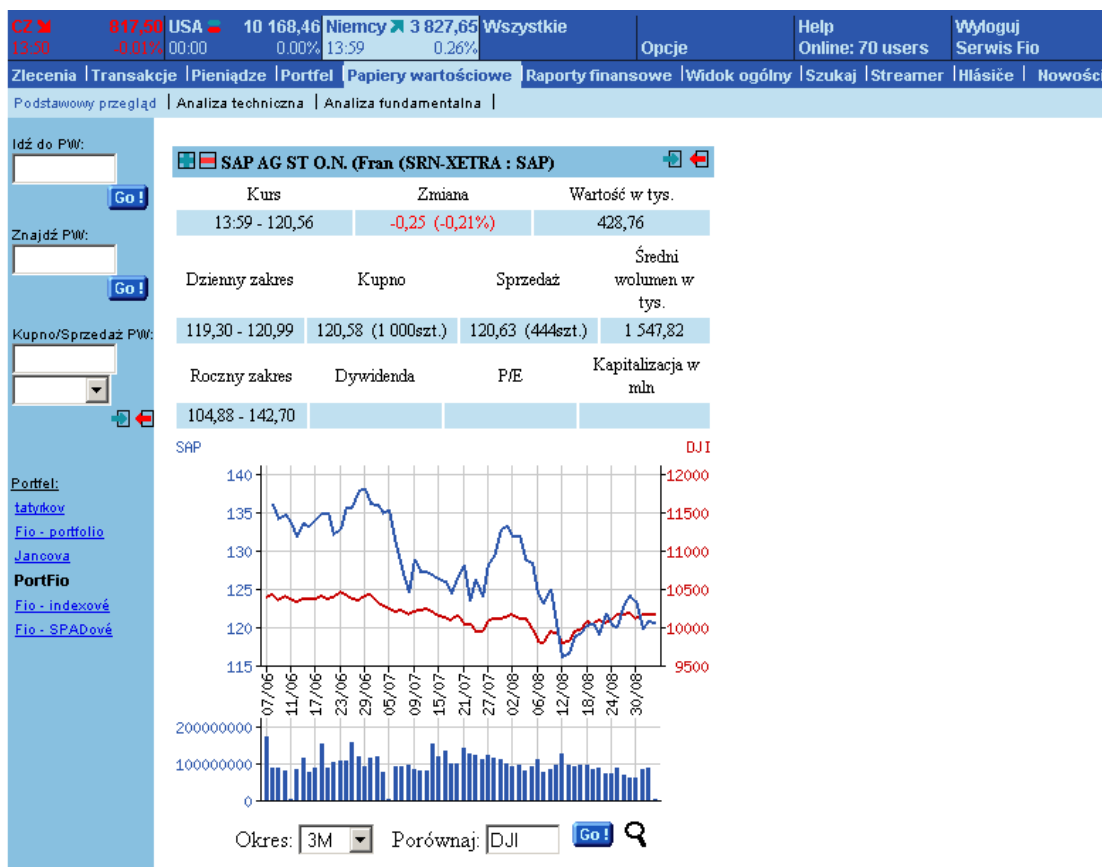 CZ 817,50 USA 10 168,46 Niemcy 3 827,65 Wszystkie Help Wyloguj
13:50 -0.01% 00:00 0.00% 13:59 0.26% Opcje Online: 70 users Serwis Fio
Zlecenia Transakcje Pieniądze Portfel Papiery wartościowe Raporty finansowe Widok ogólny Szukaj Streamer Hlásiče Nowości
Podstawowy przegląd Analiza techniczna Analiza fundamentalna
Idź do PW:
Go !
Znajdź PW:
Go !
Kupno/Sprzedaż PW:
Portfel:
tatyrkov
Fio - portfolio
Jancova
PortFio
Fio - indexové
Fio - SPADové
SAP AG ST O.N. (Fran (SRN-XETRA : SAP)
Kurs Zmiana Wartość w tys.
13:59 - 120,56 -0,25 (-0,21%) 428,76
Dzienny zakres Kupno Sprzedaż Średni wolumen w tys.
119,30 - 120,99 120,58 (1 000szt.) 120,63 (444szt.) 1 547,82
Roczny zakres Dywidenda P/E Kapitalizacja w mln
104,88 - 142,70
SAP DJI
140 12000
135 11500
130 11000
125 10500
120 10000
115 9500
07/06 11/06 17/06 23/06 29/06 05/07 09/07 15/07 21/07 27/07 02/08 06/08 12/08 18/08 24/08 30/08
200000000
100000000
0
Okres: 3M Porównaj: DJI Go !